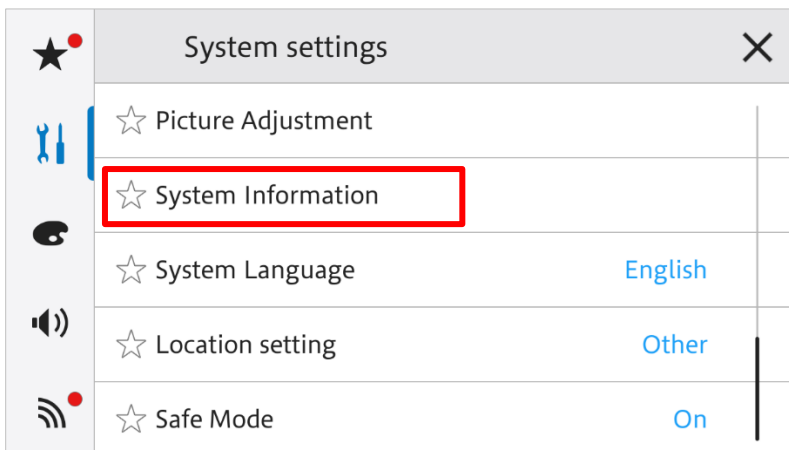 System settings
Picture Adjustment
System Information
System Language English
Location setting Other
Safe Mode On